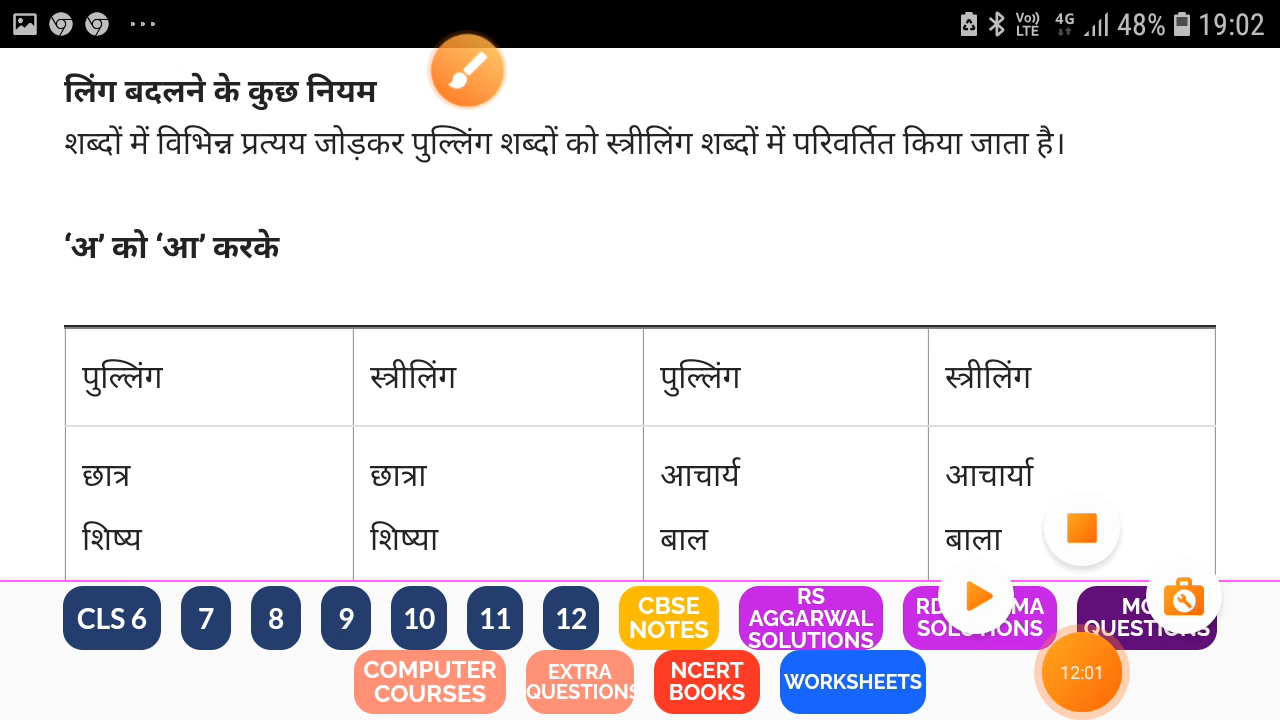 48% 19:02
लिंग बदलने के कुछ नियम
शब्दों में विभिन्न प्रत्यय जोड़कर पुल्लिंग शब्दों को स्त्रीलिंग शब्दों में परिवर्तित किया जाता है।
‘अ’ को ‘आ’ करके
पुल्लिंग स्त्रीलिंग पुल्लिंग स्त्रीलिंग
छात्र छात्रा आचार्य आचार्या
शिष्य शिष्या बाल बाला
CLS 6 7 8 9 10 11 12 CBSE NOTES RS AGGARWAL SOLUTIONS
COMPUTER COURSES EXTRA QUESTIONS NCERT BOOKS WORKSHEETS
12:01